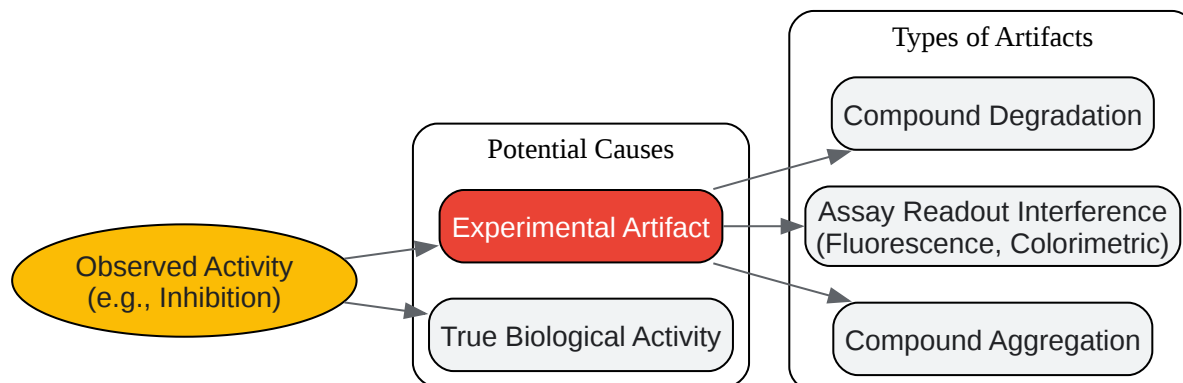 Observed Activity
(e.g., Inhibition)
Potential Causes
Experimental Artifact
True Biological Activity
Types of Artifacts
Compound Degradation
Assay Readout Interference
(Fluorescence, Colorimetric)
Compound Aggregation